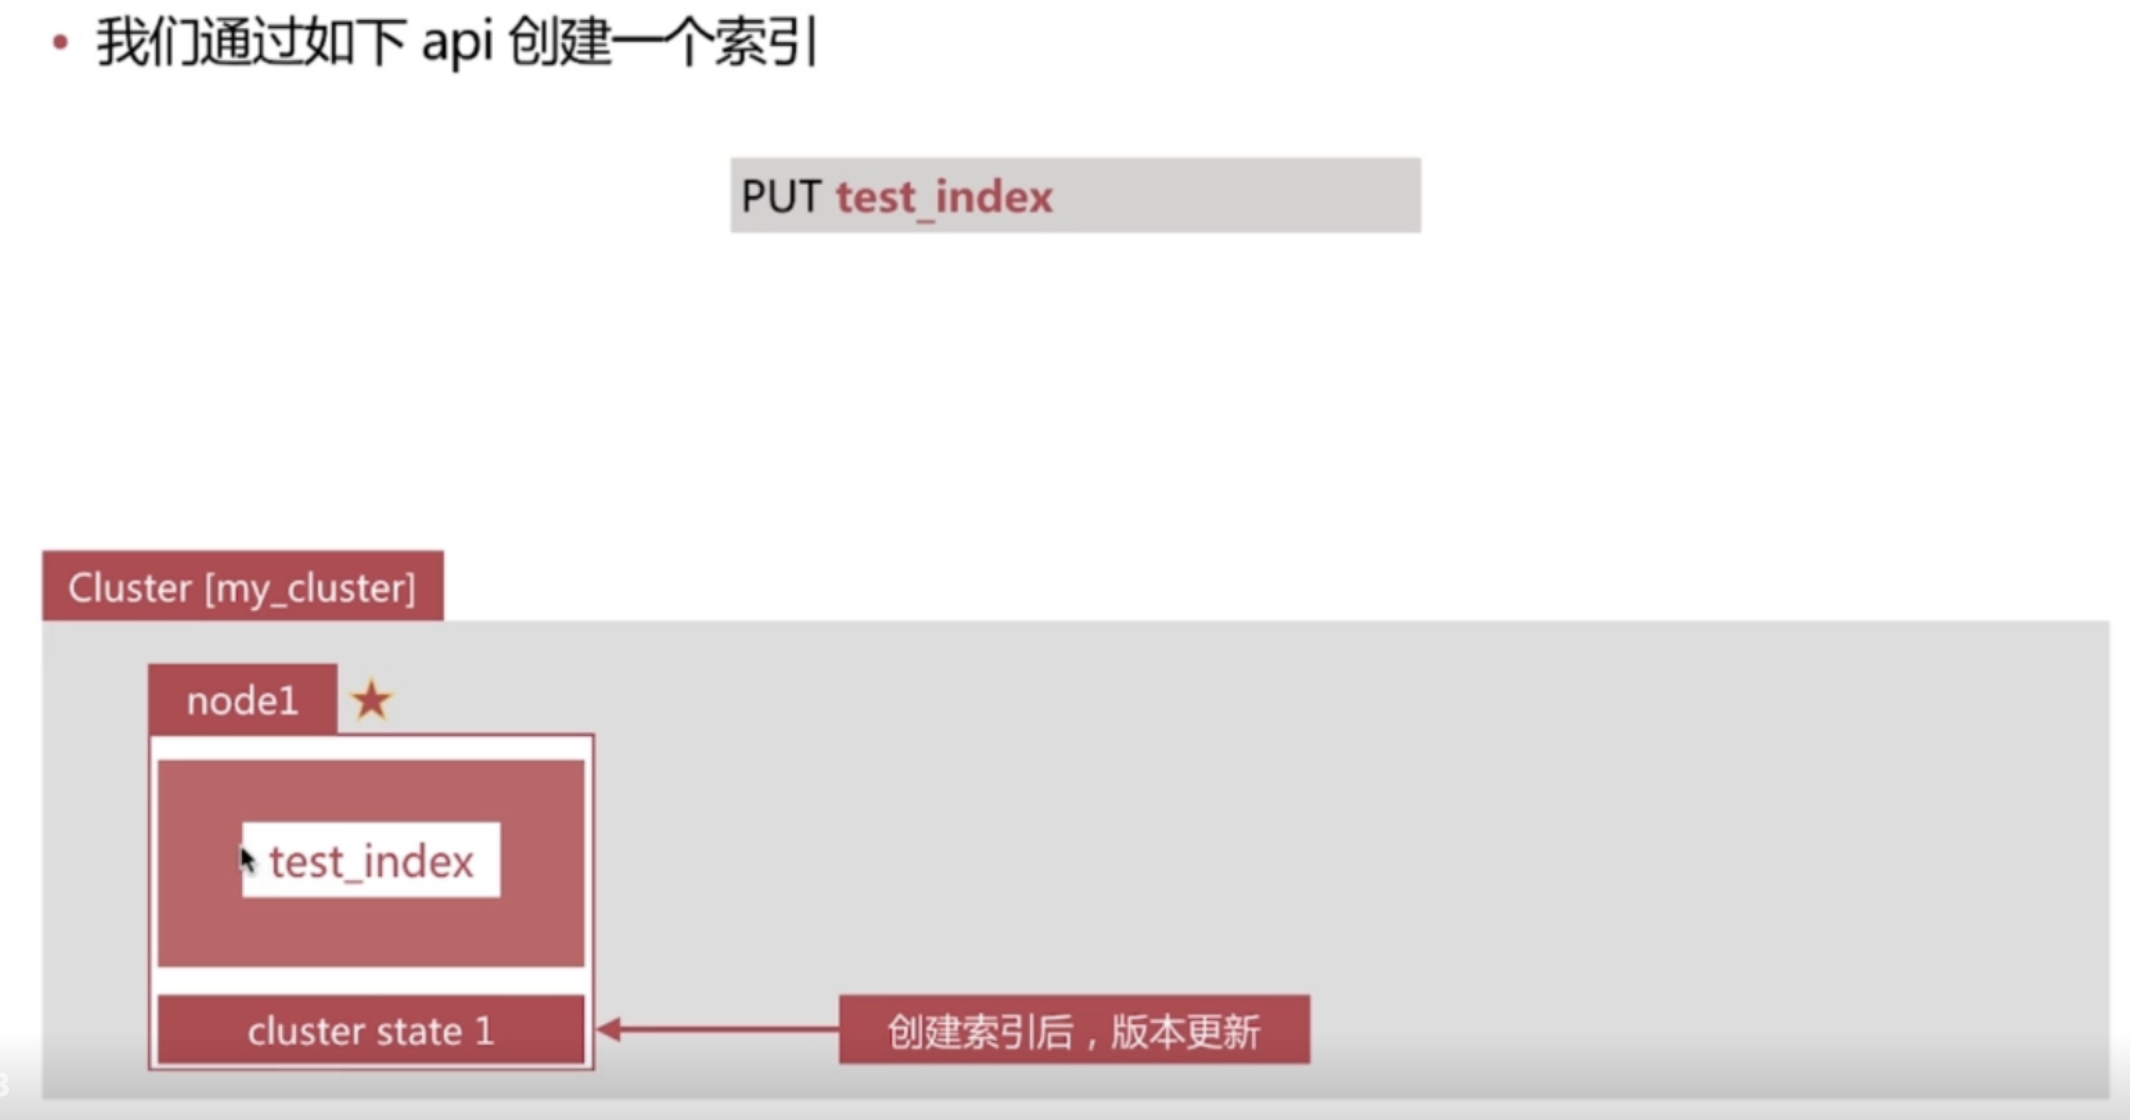 • 我们通过如下 api 创建一个索引
PUT test_index
Cluster [my_cluster]
node1
test_index
cluster state 1
创建索引后，版本更新